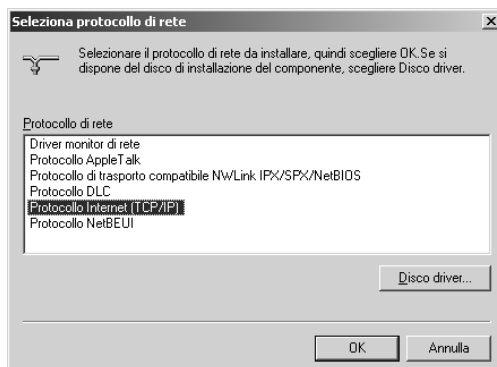 Seleziona protocollo di rete
Selezionare il protocollo di rete da installare, quindi scegliere OK.Se si
dispone del disco di installazione del componente, scegliere Disco driver.
Protocollo di rete
Driver monitor di rete
Protocollo AppleTalk
Protocollo di trasporto compatibile NWLink IPX/SPX/NetBIOS
Protocollo DLC
Protocollo Internet (TCP/IP)
Protocollo NetBEUI
Disco driver...
OK
Annulla